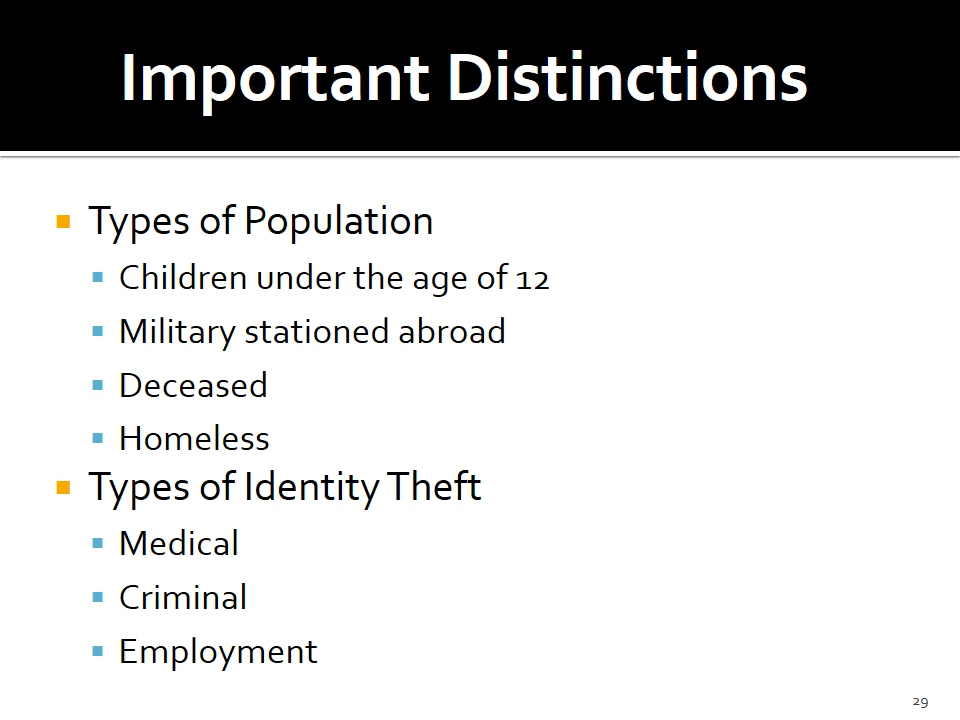 Important Distinctions
Types of Population
Children under the age of 12
Military stationed abroad
Deceased
Homeless
Types of Identity Theft
Medical
Criminal
Employment
29